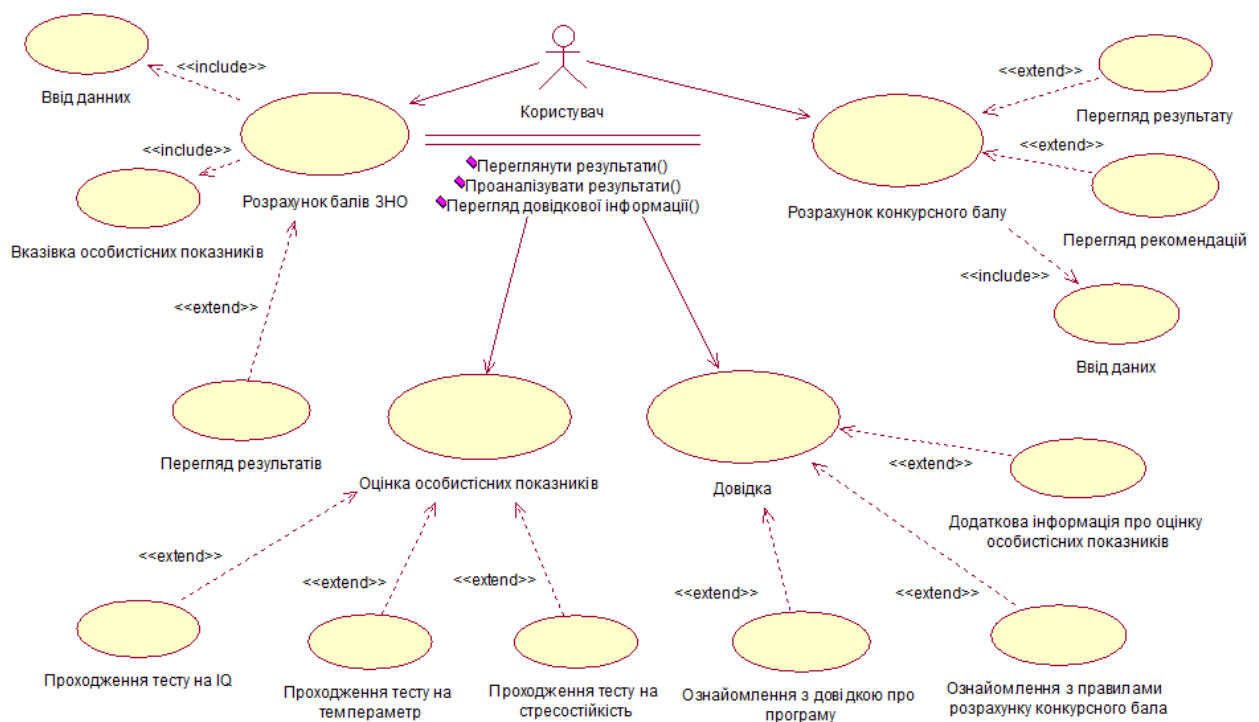 <<include>>
Ввід данних
<<include>>
Вказівка особистісних показників
Розрахунок балів ЗНО
<<extend>>
Перегляд результатів
Користувач
Переглянути результати()
Проаналізувати результати()
Перегляд довідкової інформації()
<<extend>>
Перегляд результату
<<extend>>
Перегляд рекомендацій
Розрахунок конкурсного балу
<<include>>
Ввід даних
Оцінка особистісних показників
Довідка
<<extend>>
Додаткова інформація про оцінку
особистісних показників
<<extend>>
Проходження тесту на IQ
<<extend>>
Проходження тесту на
темпераметр
<<extend>>
Проходження тесту на
стресостійкість
<<extend>>
Ознайомлення з довідкою про
програму
<<extend>>
Ознайомлення з правилами
розрахунку конкурсного бала